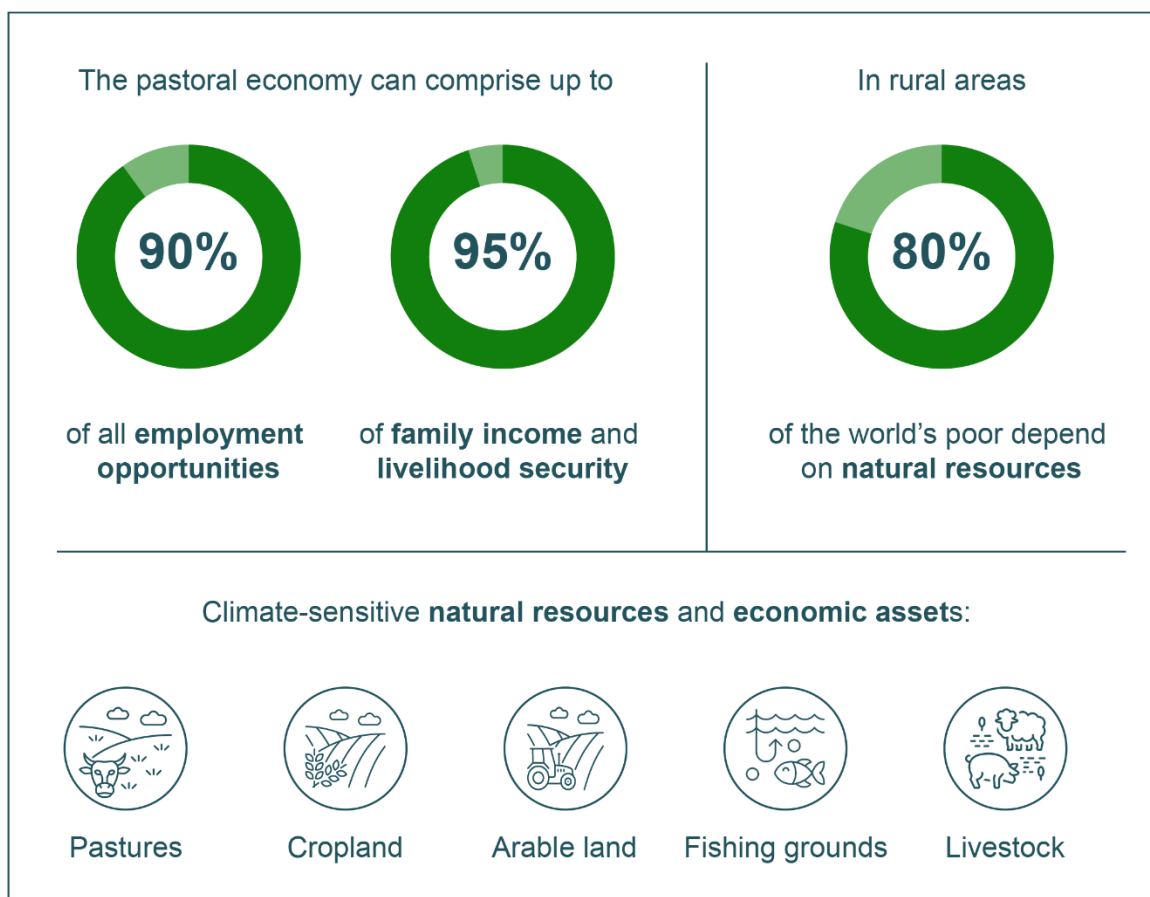 The pastoral economy can comprise up to
90%
of all employment
opportunities
95%
of family income and
livelihood security
In rural areas
80%
of the world's poor depend
on natural resources
Climate-sensitive natural resources and economic assets:
Pastures
Cropland
Arable land
Fishing grounds
Livestock